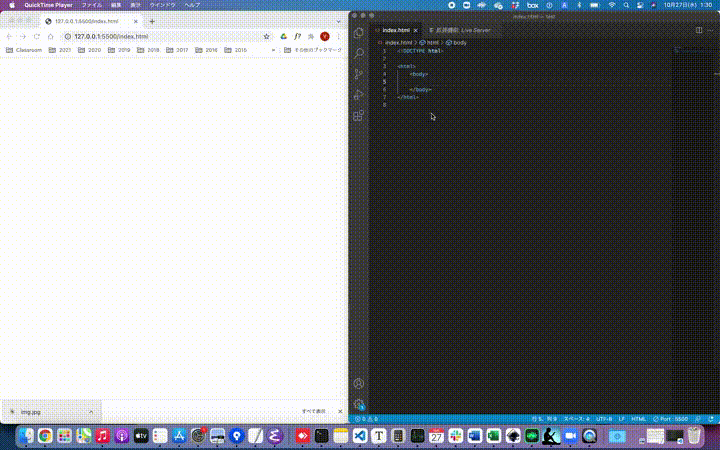 QuickTime Player ファイル 編集 表示 ウインドウ ヘルプ
box
10月27日(水) 1:30
127.0.0.1:5500/index.html
127.0.0.1:5500/index.html
Classroom 2021 2020 2019 2018 2017 2016 2015 » その他のブックマーク
index.html — test
index.html
拡張機能: Live Server
index.html > html > body
1 <!DOCTYPE html>
2
3 <html>
4 <body>
5
6 </body>
7 </html>
8
img.jpg
すべて表示
0 0
行 5、列 9 スペース: 4 UTF-8 LF HTML Port : 5500
tv
27